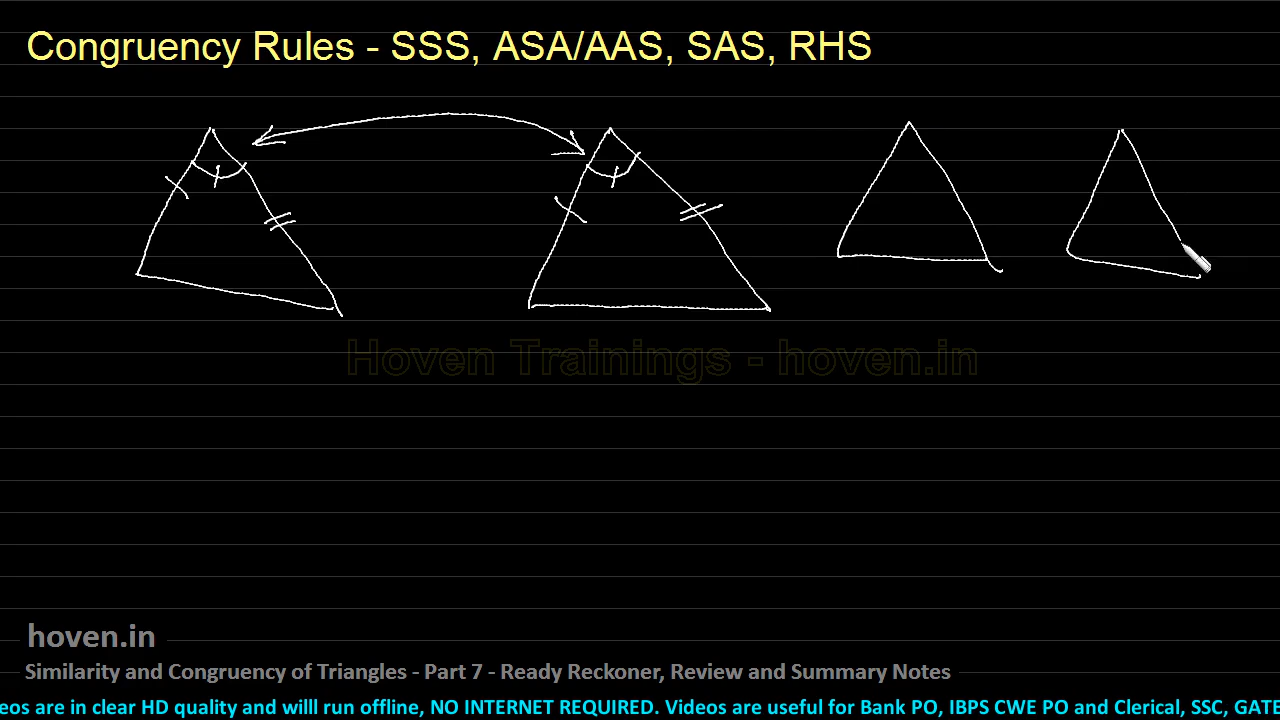 Congruency Rules - SSS, ASA/AAS, SAS, RHS
Hoven Trainings - hoven.in
hoven.in
Similarity and Congruency of Triangles - Part 7 - Ready Reckoner, Review and Summary Notes
eos are in clear HD quality and willl run offline, NO INTERNET REQUIRED. Videos are useful for Bank PO, IBPS CWE PO and Clerical, SSC, GATE